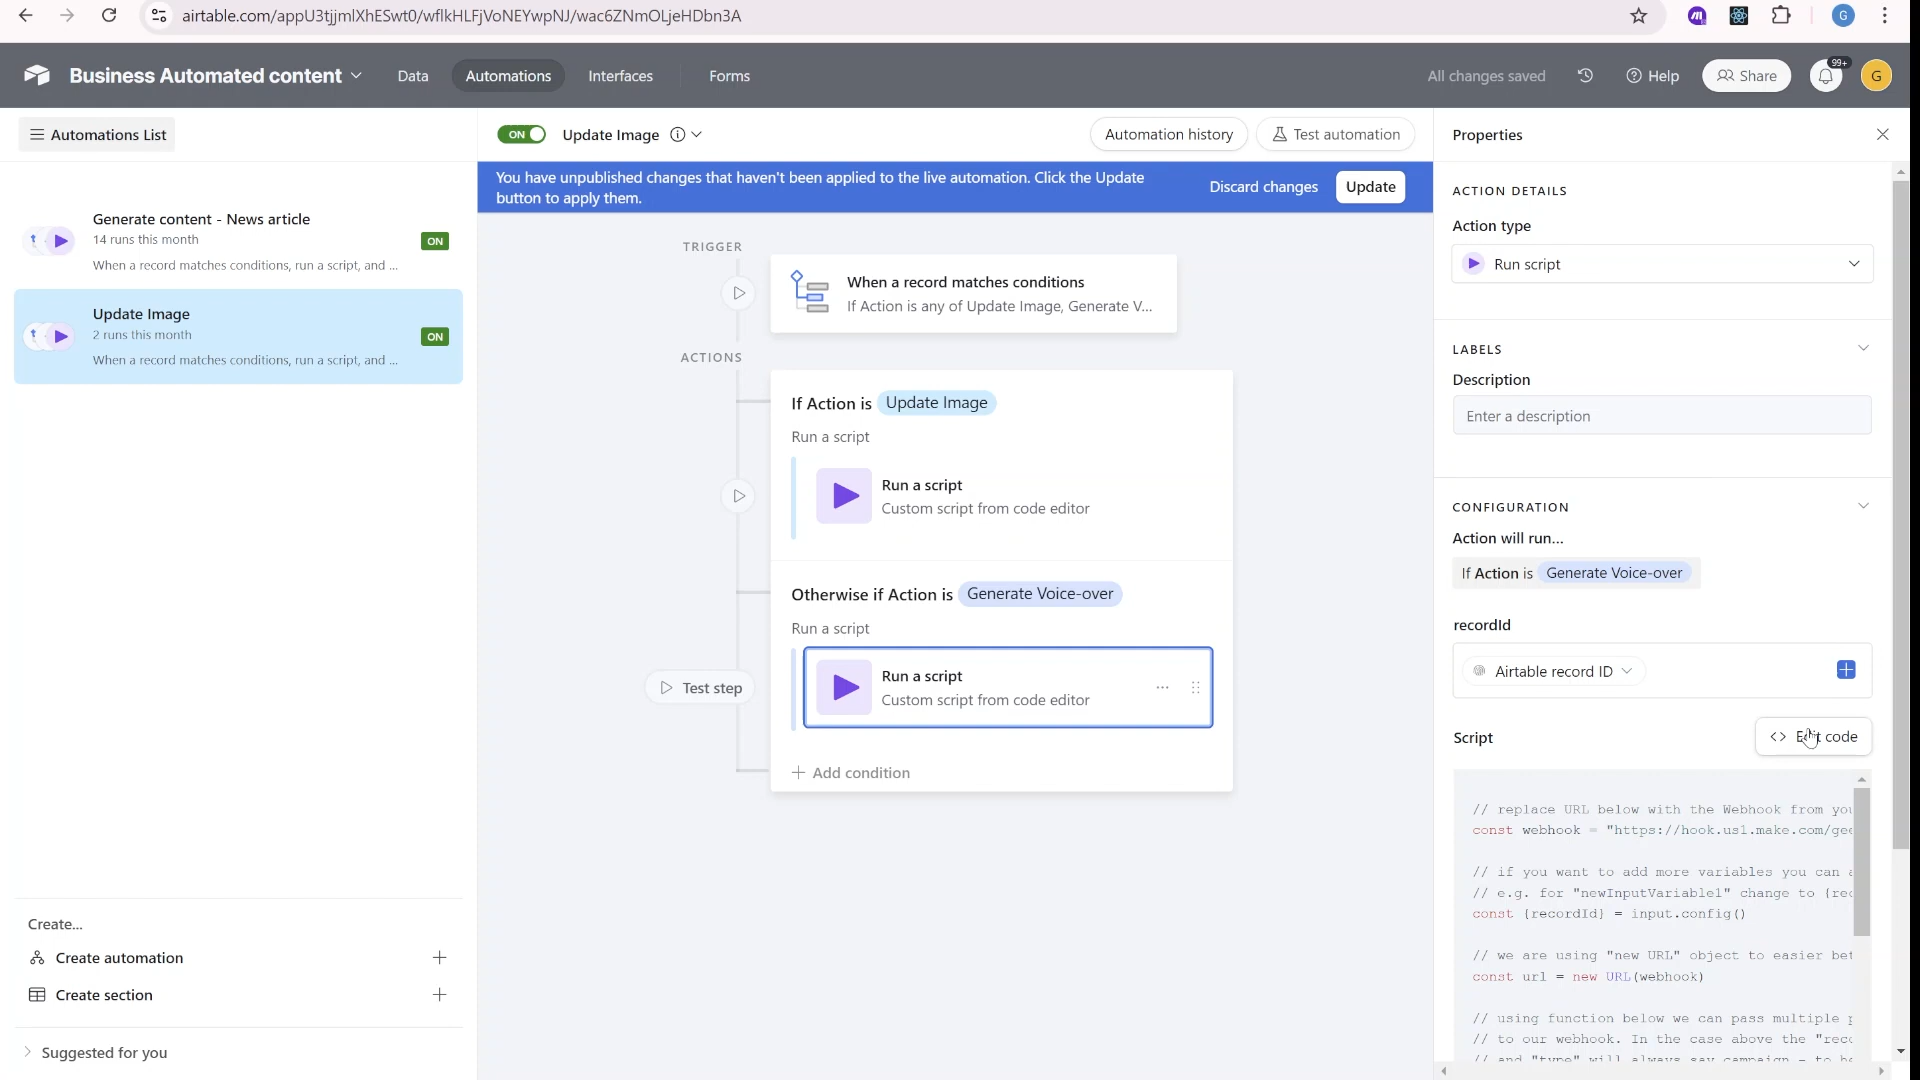 airtable.com/appU3tjjmlXhESwt0/wflkHLFjVoNEYwpNJ/wac6ZNmOLjeHDbn3A
G
Business Automated content
Data
Automations
Interfaces
Forms
All changes saved
Help
Share
99+
G
Automations List
ON
Update Image
Automation history
Test automation
Properties
You have unpublished changes that haven't been applied to the live automation. Click the Update
button to apply them.
Discard changes
Update
Generate content - News article
14 runs this month
When a record matches conditions, run a script, and ...
ON
Update Image
2 runs this month
When a record matches conditions, run a script, and ...
ON
Create...
Create automation
Create section
Suggested for you
TRIGGER
When a record matches conditions
If Action is any of Update Image, Generate V...
ACTIONS
If Action is Update Image
Run a script
Run a script
Custom script from code editor
Otherwise if Action is Generate Voice-over
Run a script
Test step
Run a script
Custom script from code editor
Add condition
ACTION DETAILS
Action type
Run script
LABELS
Description
Enter a description
CONFIGURATION
Action will run...
If Action is Generate Voice-over
recordId
Airtable record ID
Script
<> Edit code
// replace URL below with the Webhook from you
const webhook = "https://hook.us1.make.com/gee
// if you want to add more variables you can a
// e.g. for "newInputVariable1" change to {rec
const {recordId} = input.config()
// we are using "new URL" object to easier bet
const url = new URL(webhook)
// using function below we can pass multiple p
// to our webhook. In the case above the "reco
// and "type" will always say campaign - to be